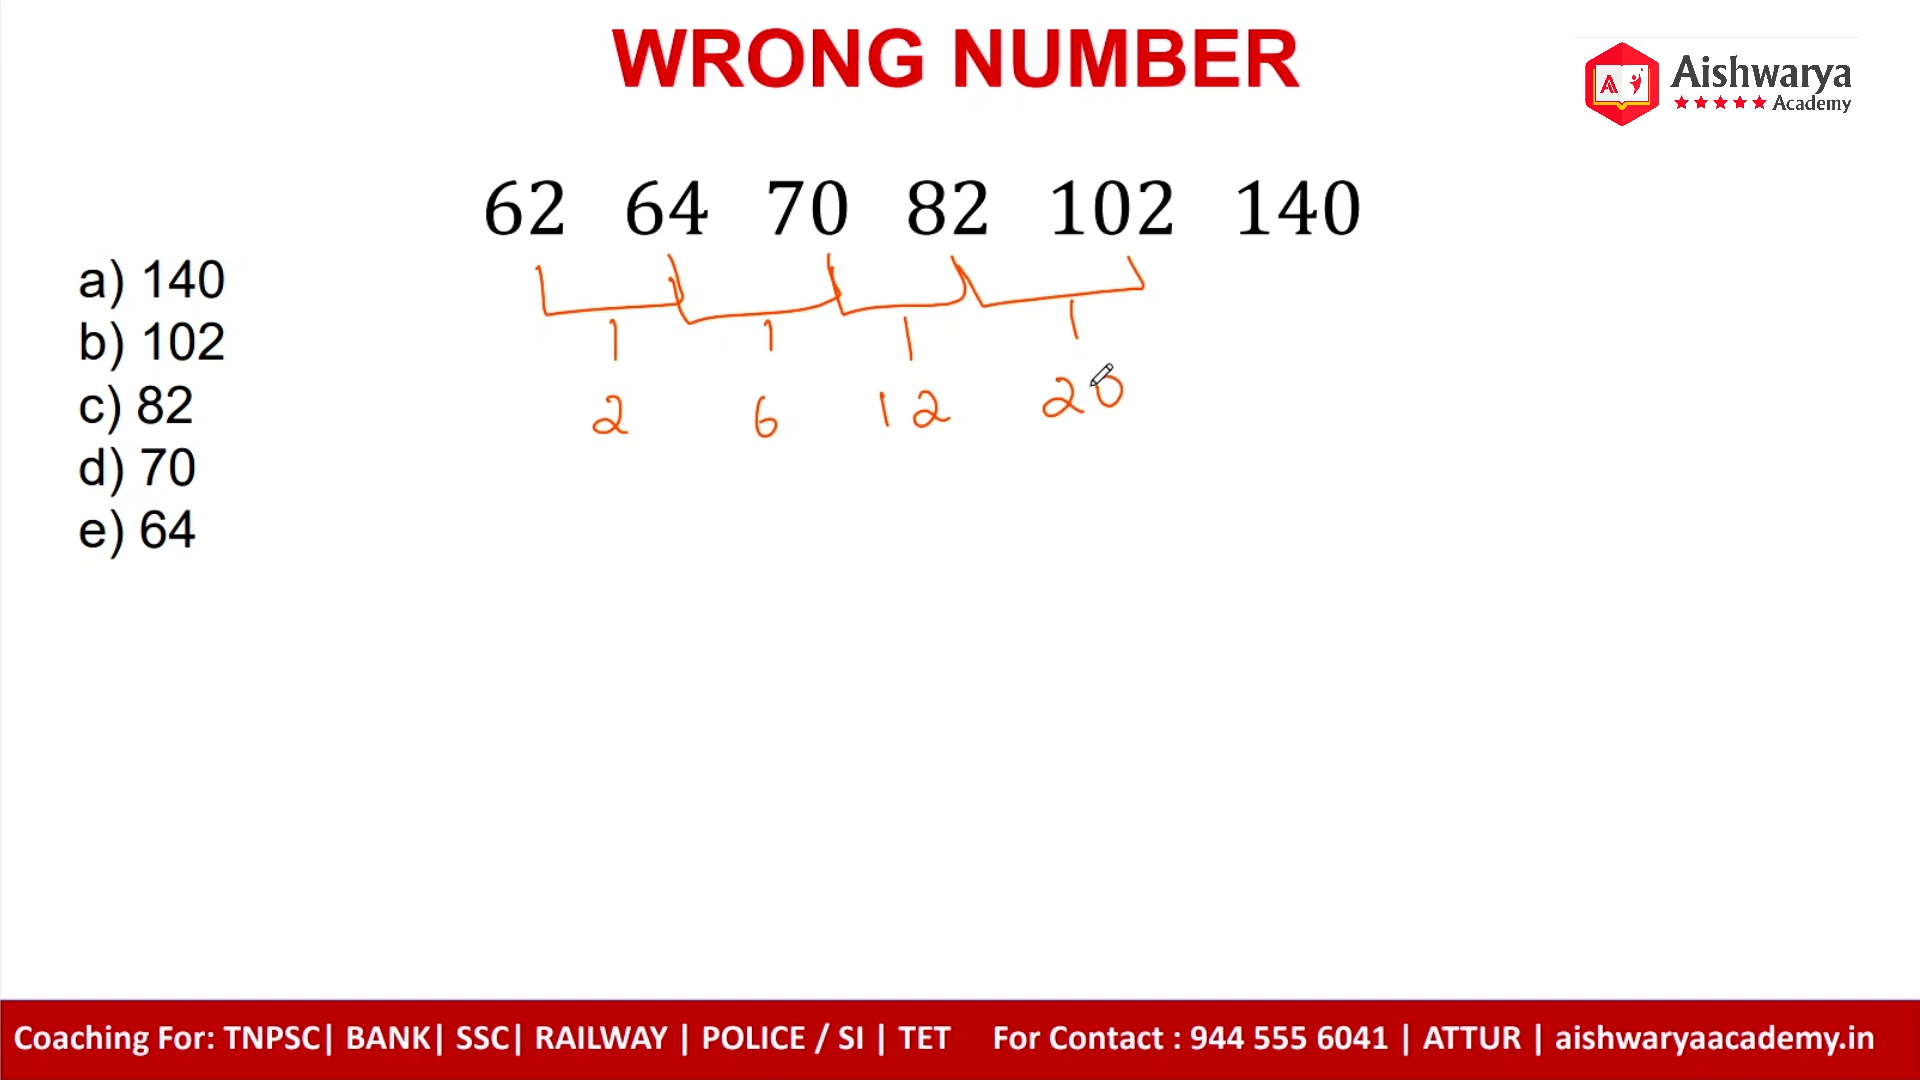 WRONG NUMBER
Aishwarya
Academy
62 64 70 82 102 140
a) 140
b) 102
c) 82
d) 70
e) 64
2 6 12 20
Coaching For: TNPSC| BANK| SSC| RAILWAY | POLICE / SI | TET For Contact : 944 555 6041 | ATTUR | aishwaryaacademy.in